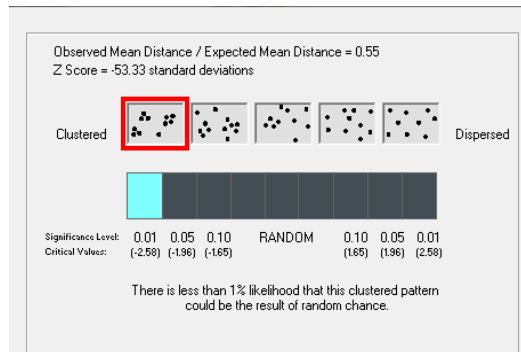 Observed Mean Distance / Expected Mean Distance = 0.55
Z Score = -53.33 standard deviations
Clustered
Dispersed
Significance Level: 0.01 0.05 0.10 RANDOM 0.10 0.05 0.01
Critical Values: (-2.58) (-1.96) (-1.65) (1.65) (1.96) (2.58)
There is less than 1% likelihood that this clustered pattern
could be the result of random chance.